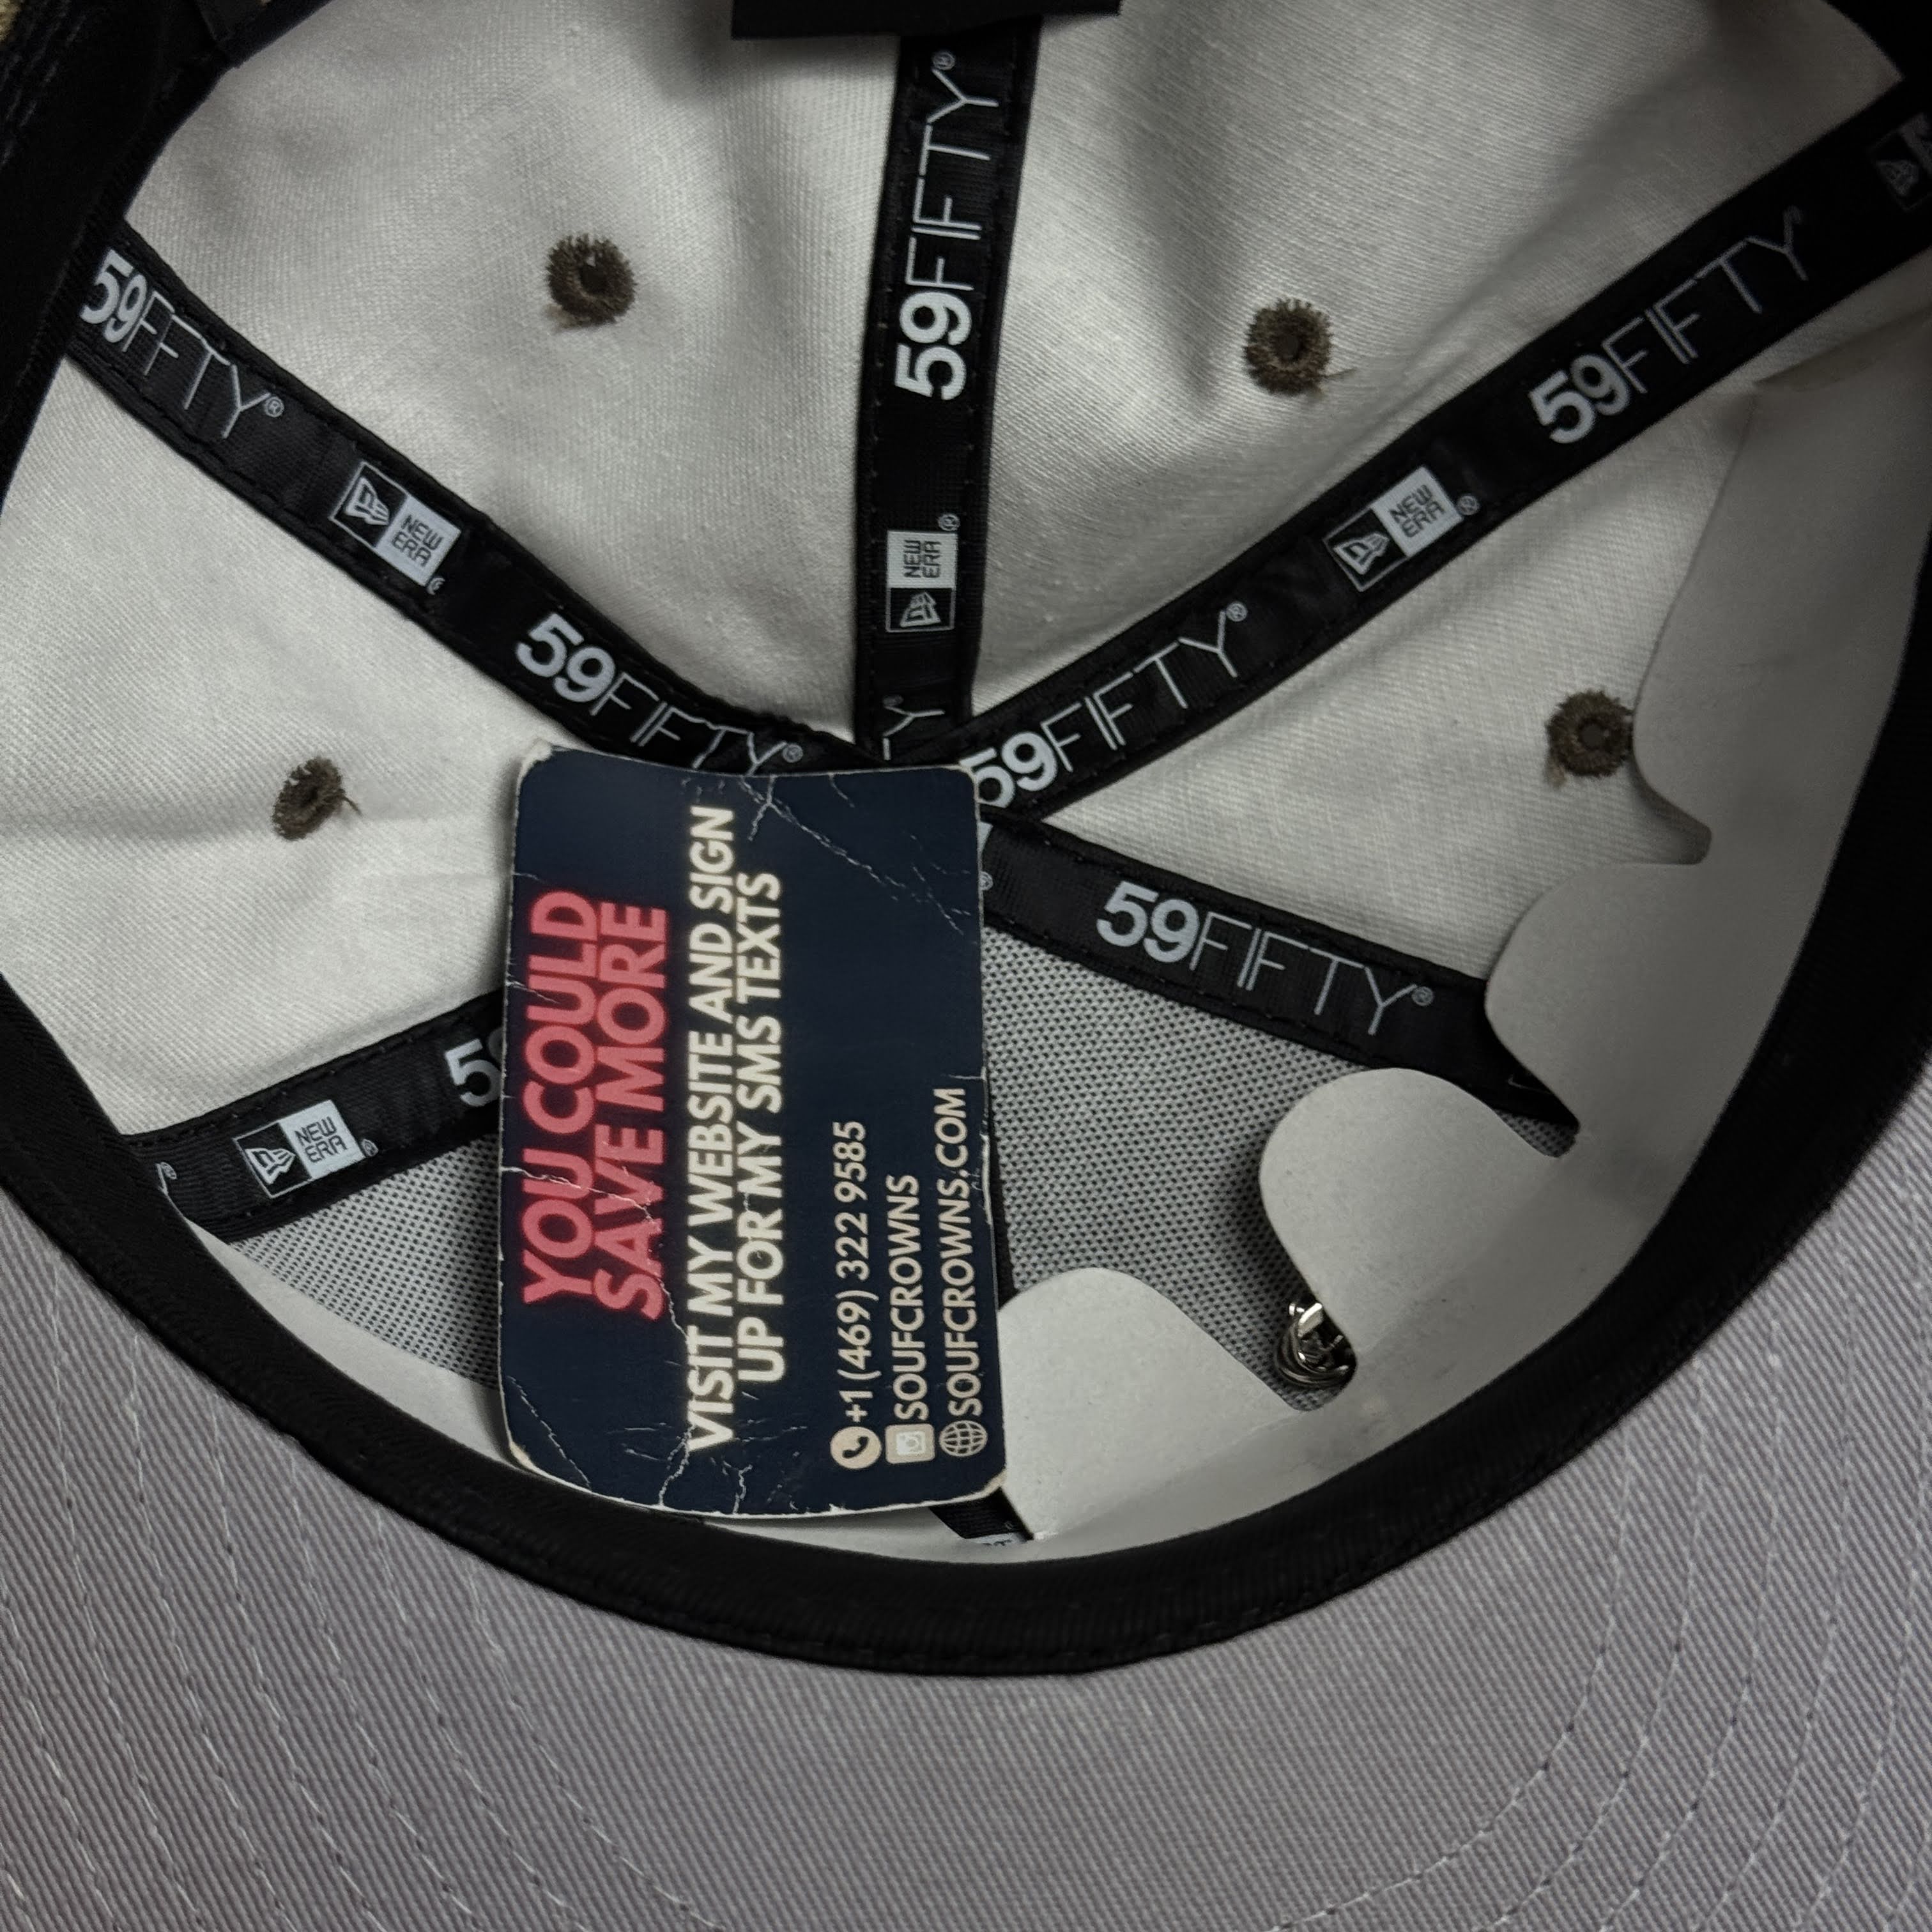 59FIFTY®
59FIFTY
59FIFTY®
NEW
ERA
NEW
ERA®
NEW
ERA®
59FIFTY®
59FIFTY®
Y®
59FIFTY®
59FIFTY®
NEW
ERA®
YOU COULD
SAVE MORE
VISIT MY WEBSITE AND SIGN
UP FOR MY SMS TEXTS
+1 (469) 322 9585
SOUFCROWNS
SOUFCROWNS.COM